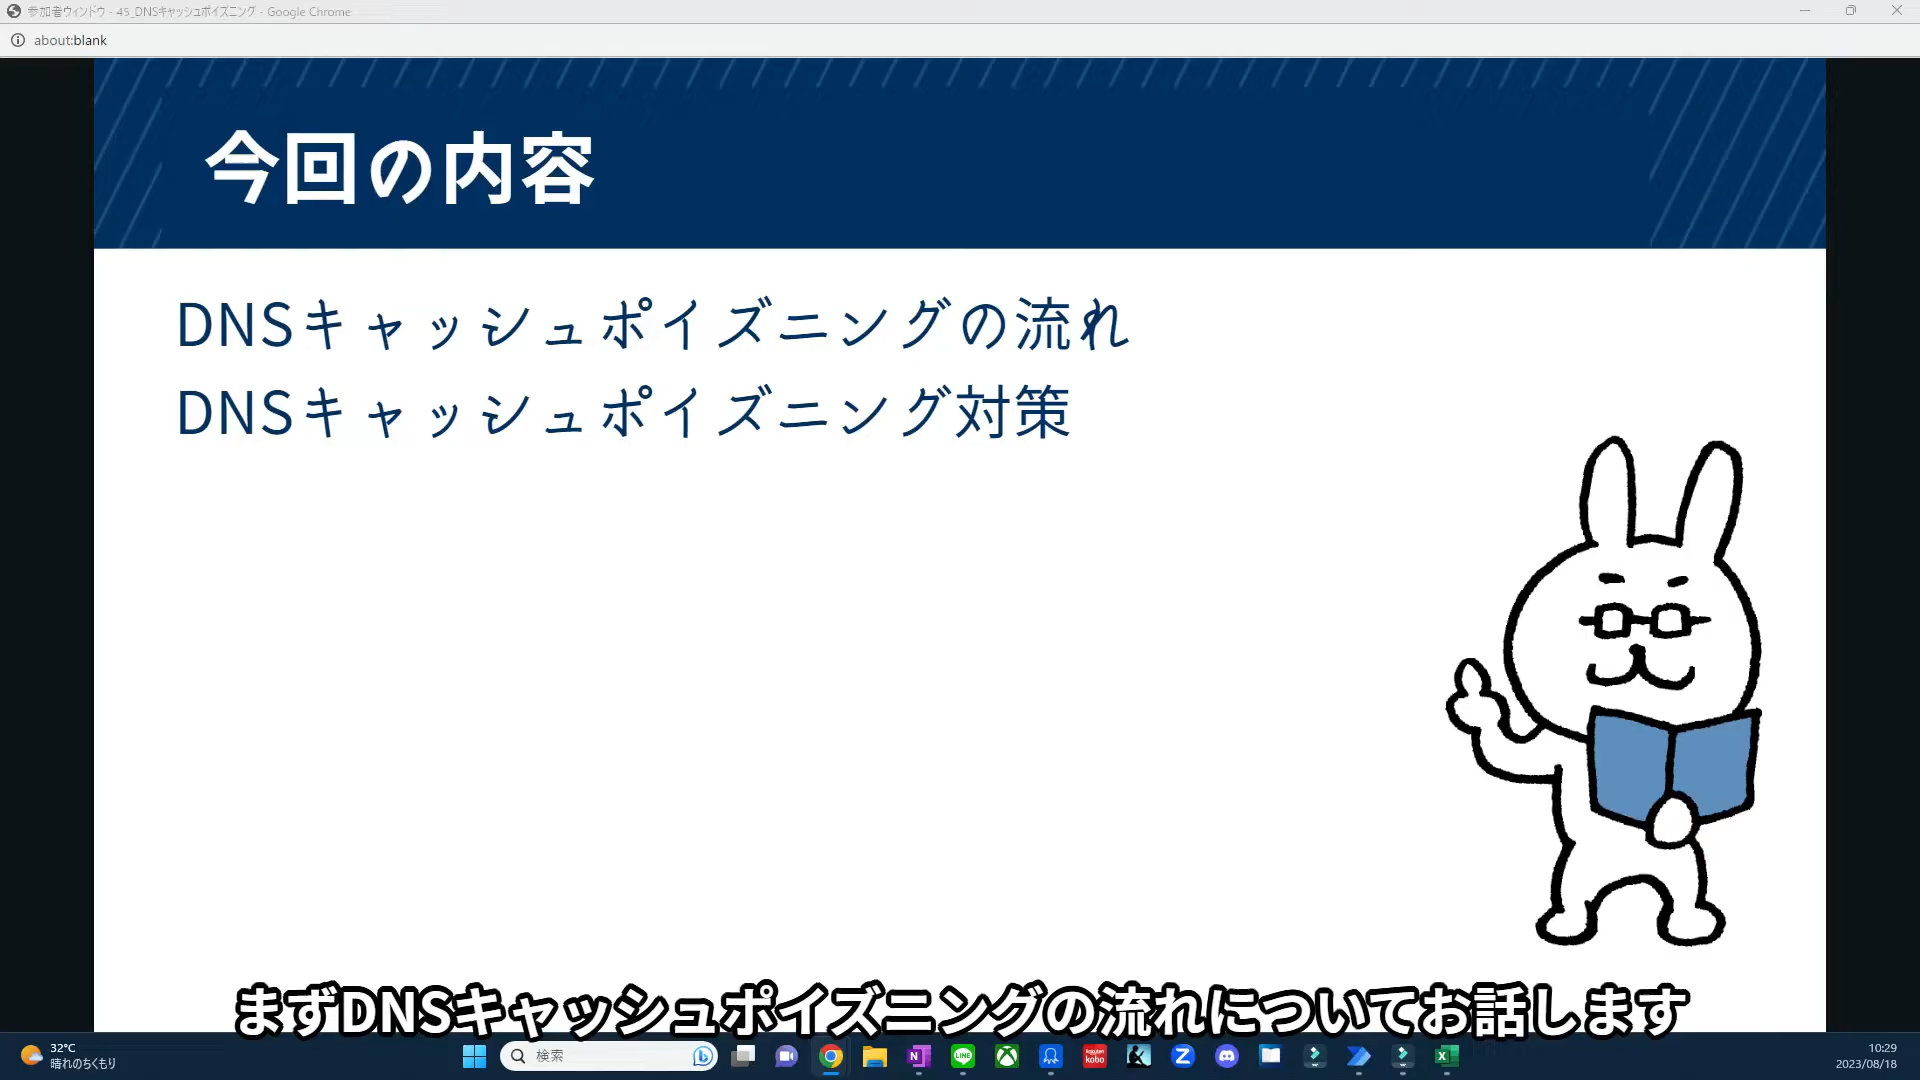 参加者ウィンドウ - 45_DNSキャッシュポイズニング - Google Chrome
about:blank
今回の内容
DNSキャッシュポイズニングの流れ
DNSキャッシュポイズニング対策
まずDNSキャッシュポイズニングの流れについてお話します
32°C
晴れのちくもり
検索
N
LINE
Rakuten
kobo
Z
X
10:29
2023/08/18